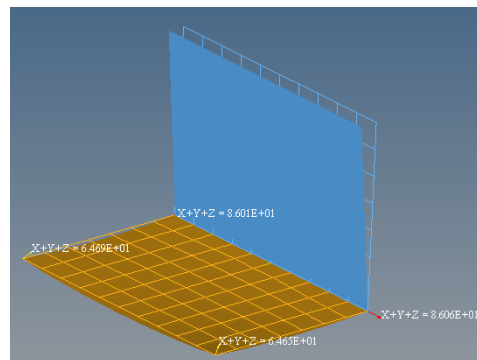 X+Y+Z = 8.601E+01
X+Y+Z = 6.469E+01
X+Y+Z = 8.606E+01
X+Y+Z = 6.465E+01